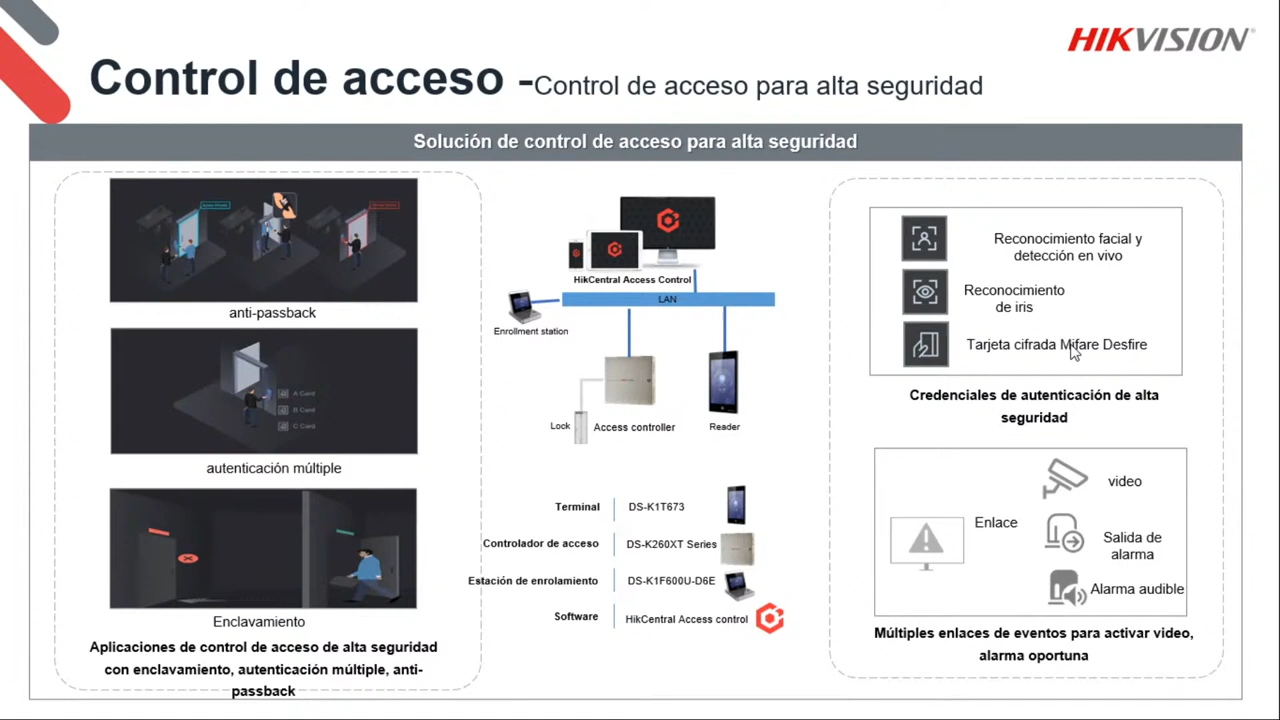 HIKVISION
Control de acceso -Control de acceso para alta seguridad
Solución de control de acceso para alta seguridad
anti-passback
A Card
B Card
C Card
autenticación múltiple
Enclavamiento
Aplicaciones de control de acceso de alta seguridad
con enclavamiento, autenticación múltiple, anti-
passback
HikCentral Access Control
LAN
Enrollment station
Lock
Access controller
Reader
Terminal
DS-K1T673
Controlador de acceso
DS-K260XT Series
Estación de enrolamiento
DS-K1F600U-D6E
Software
HikCentral Access control
Reconocimiento facial y
detección en vivo
Reconocimiento
de iris
Tarjeta cifrada Mifare Desfire
Credenciales de autenticación de alta
seguridad
Enlace
video
Salida de
alarma
Alarma audible
Múltiples enlaces de eventos para activar video,
alarma oportuna